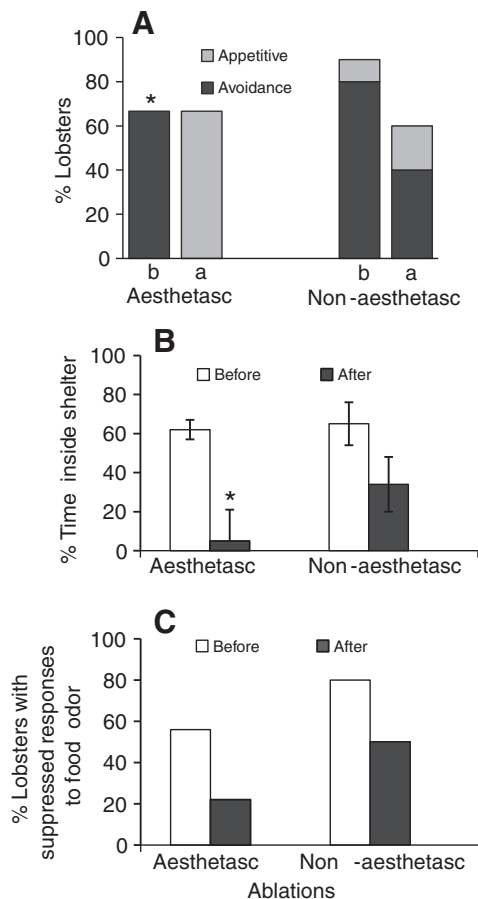 A
100
80
60
40
20
0
% Lobsters
Appetitive
Avoidance
*
b a b a
Aesthetasc Non-aesthetasc
B
100
80
60
40
20
0
% Time inside shelter
Before After
*
Aesthetasc Non-aesthetasc
C
100
80
60
40
20
0
% Lobsters with
suppressed responses
to food odor
Before After
Aesthetasc Non -aesthetasc
Ablations